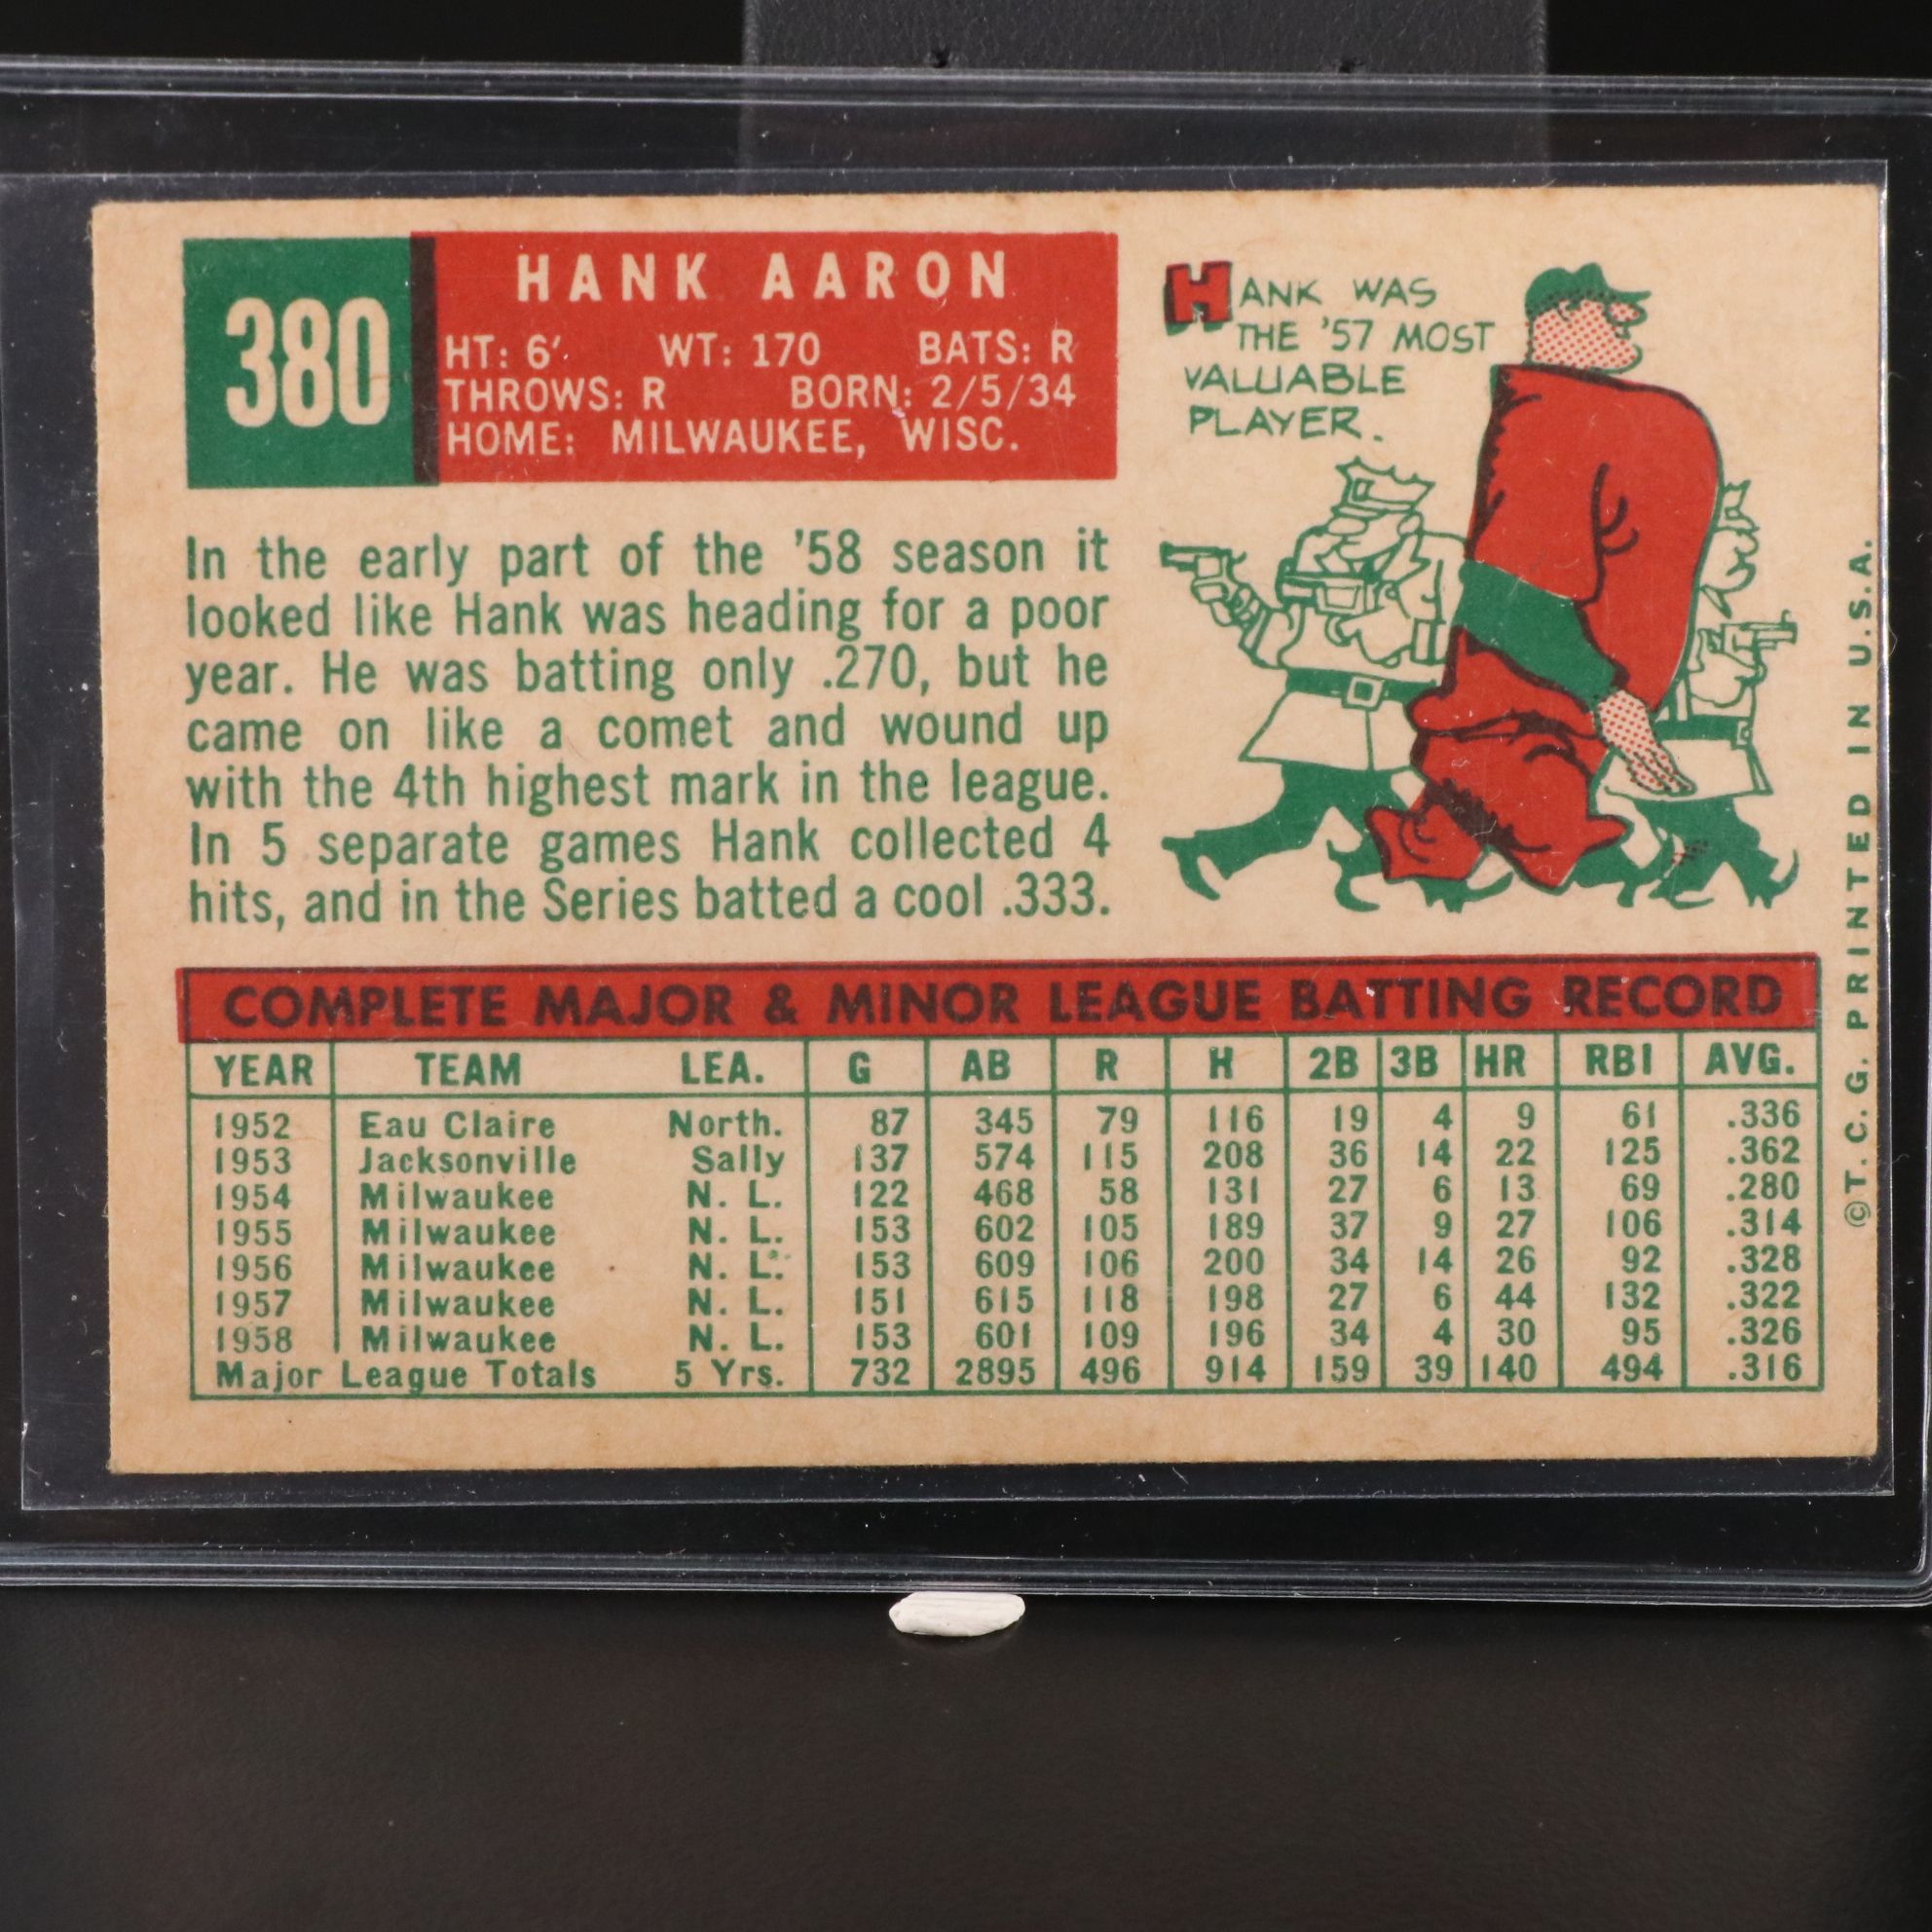 380
HANK AARON
HT: 6'. WT: 170 BATS: R
THROWS: R BORN: 2/5/34
HOME: MILWAUKEE, WISC.
HANK WAS
THE '57 MOST
VALUABLE
PLAYER.
In the early part of the '58 season it
looked like Hank was heading for a poor
year. He was batting only .270, but he
came on like a comet and wound up
with the 4th highest mark in the league.
In 5 separate games Hank collected 4
hits, and in the Series batted a cool .333.
COMPLETE MAJOR & MINOR LEAGUE BATTING RECORD
YEAR TEAM LEA. G AB R H 2B 3B HR RBI AVG.
1952 Eau Claire North. 87 345 79 116 19 4 9 61 .336
1953 Jacksonville Sally 137 574 115 208 36 14 22 125 .362
1954 Milwaukee N. L. 122 468 58 131 27 6 13 69 .280
1955 Milwaukee N. L. 153 602 105 189 37 9 27 106 .314
1956 Milwaukee N. L. 153 609 106 200 34 14 26 92 .328
1957 Milwaukee N. L. 151 615 118 198 27 6 44 132 .322
1958 Milwaukee N. L. 153 601 109 196 34 4 30 95 .326
Major League Totals 5 Yrs. 732 2895 496 914 159 39 140 494 .316
©T.C.G. PRINTED IN U.S.A.